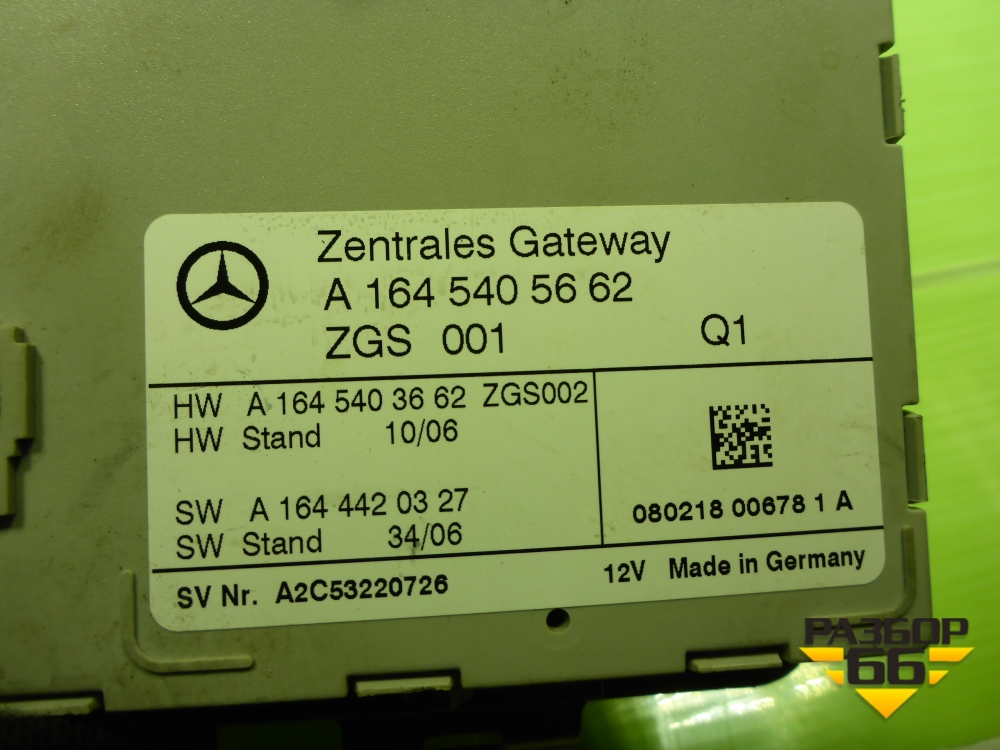 Zentrales Gateway
A 164 540 56 62
ZGS 001 Q1
HW A 164 540 36 62 ZGS002
HW Stand 10/06
SW A 164 442 03 27
SW Stand 34/06
080218 00678 1 A
SV Nr. A2C53220726
12V Made in Germany
РАЗБОР
66